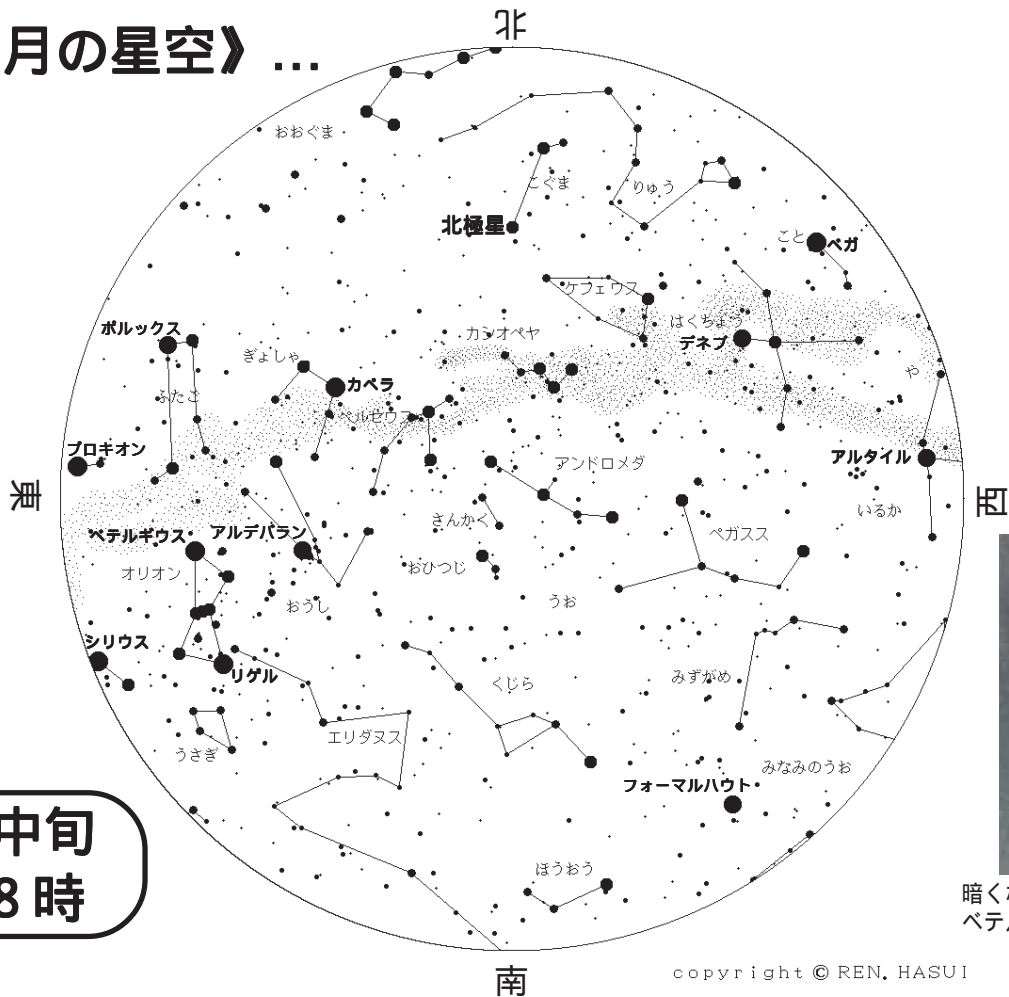 北
月の星空》…
おおぐま
こぐま
りゅう
北極星
こと
ベガ
ケフェウス
はくちょう
カシオペヤ
デネブ
ポルックス
ぎょしゃ
カペラ
や
ふたご
ペルセウス
プロキオン
アンドロメダ
アルタイル
東
西
さんかく
いるか
ペガスス
ベテルギウス
アルデバラン
おひつじ
オリオン
おうし
うお
シリウス
リゲル
くじら
みずがめ
エリダヌス
うさぎ
みなみのうお
フォーマルハウト
中旬
8時
ほうおう
暗く
ベテ
南
copyright © REN. HASUI